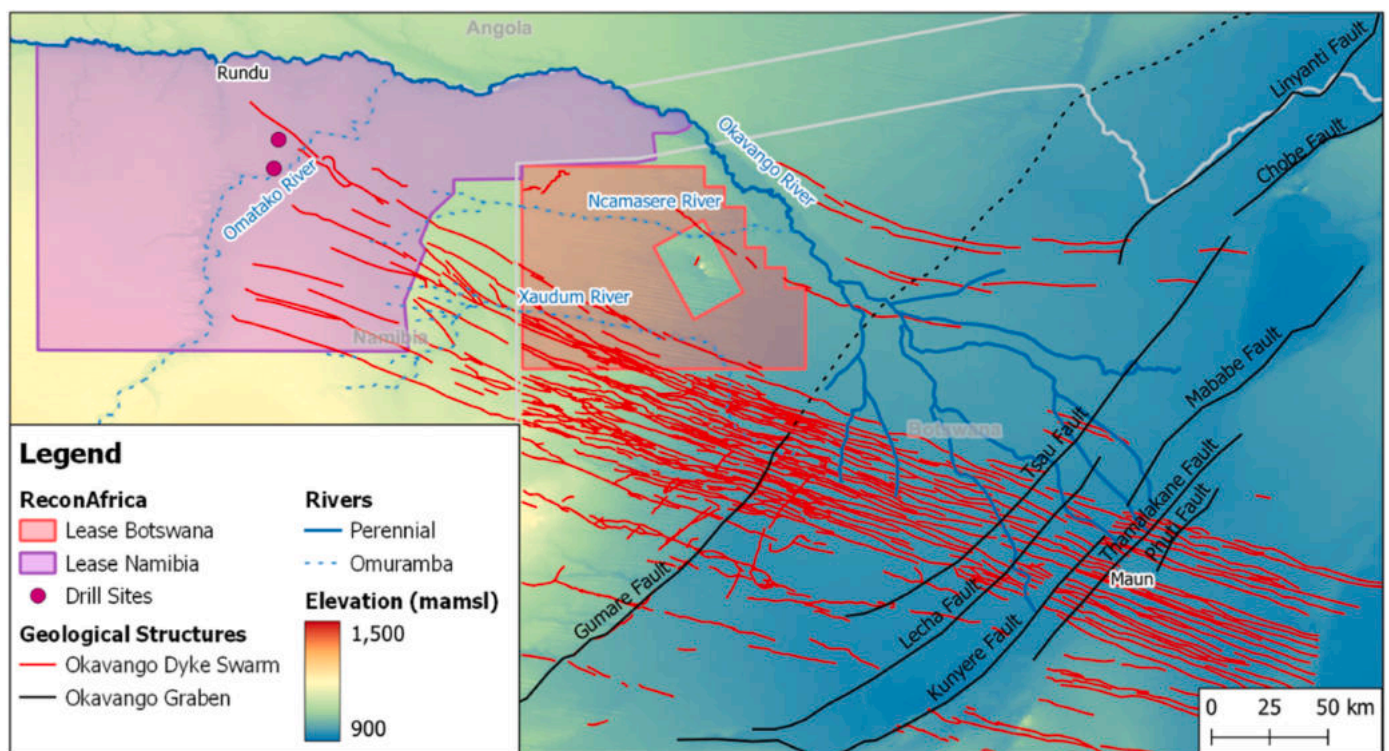 Angola
Rundu
Linyanti Fault
Okavango River
Chobe Fault
Omatako River
Ncamasere River
Xaudum River
Namibia
Mababe Fault
Botswana
Tsau Fault
Thamalakane Fault
Phuti Fault
Maun
Gumare Fault
Lecha Fault
Kunyere Fault
Legend
ReconAfrica
Lease Botswana
Lease Namibia
Drill Sites
Geological Structures
Okavango Dyke Swarm
Okavango Graben
Rivers
Perennial
Omuramba
Elevation (mamsl)
1,500
900
0 25 50 km